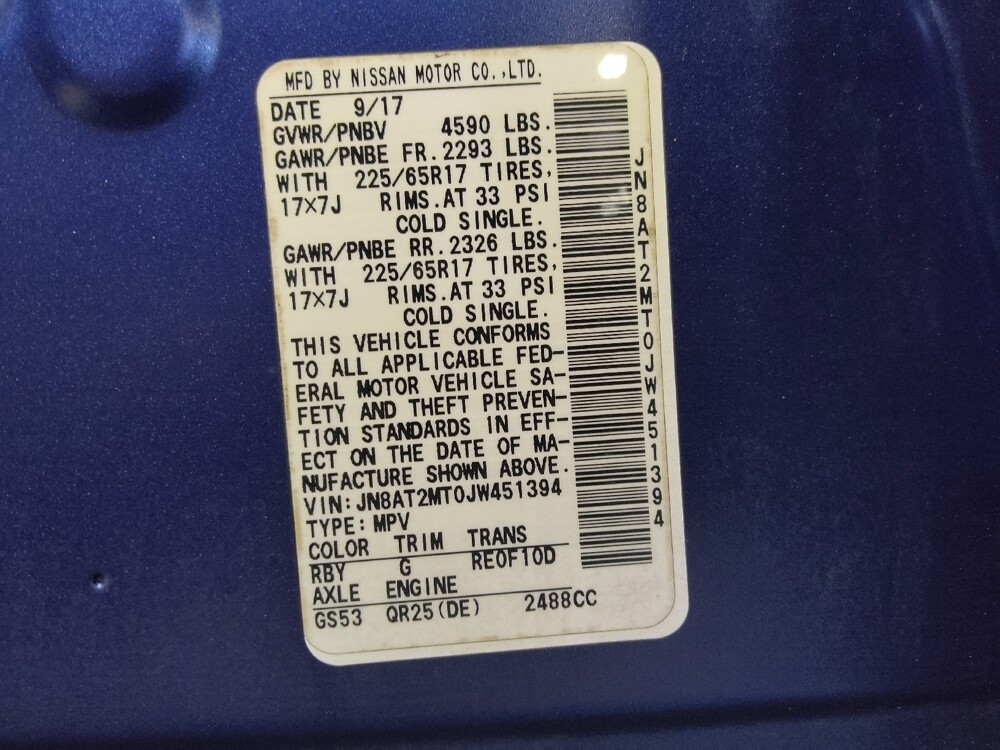 MFD BY NISSAN MOTOR CO.,LTD.
DATE 9/17
GVWR/PNBV 4590 LBS.
GAWR/PNBE FR.2293 LBS.
WITH 225/65R17 TIRES,
17×7J RIMS.AT 33 PSI
COLD SINGLE.
GAWR/PNBE RR.2326 LBS.
WITH 225/65R17 TIRES,
17×7J RIMS.AT 33 PSI
COLD SINGLE.
THIS VEHICLE CONFORMS
TO ALL APPLICABLE FED-
ERAL MOTOR VEHICLE SA-
FETY AND THEFT PREVEN-
TION STANDARDS IN EFF-
ECT ON THE DATE OF MA-
NUFACTURE SHOWN ABOVE.
VIN:JN8AT2MT0JW451394
TYPE:MPV
COLOR TRIM TRANS
RBY G RE0F10D
AXLE ENGINE
GS53 QR25(DE) 2488CC
JN8AT2MT0JW451394